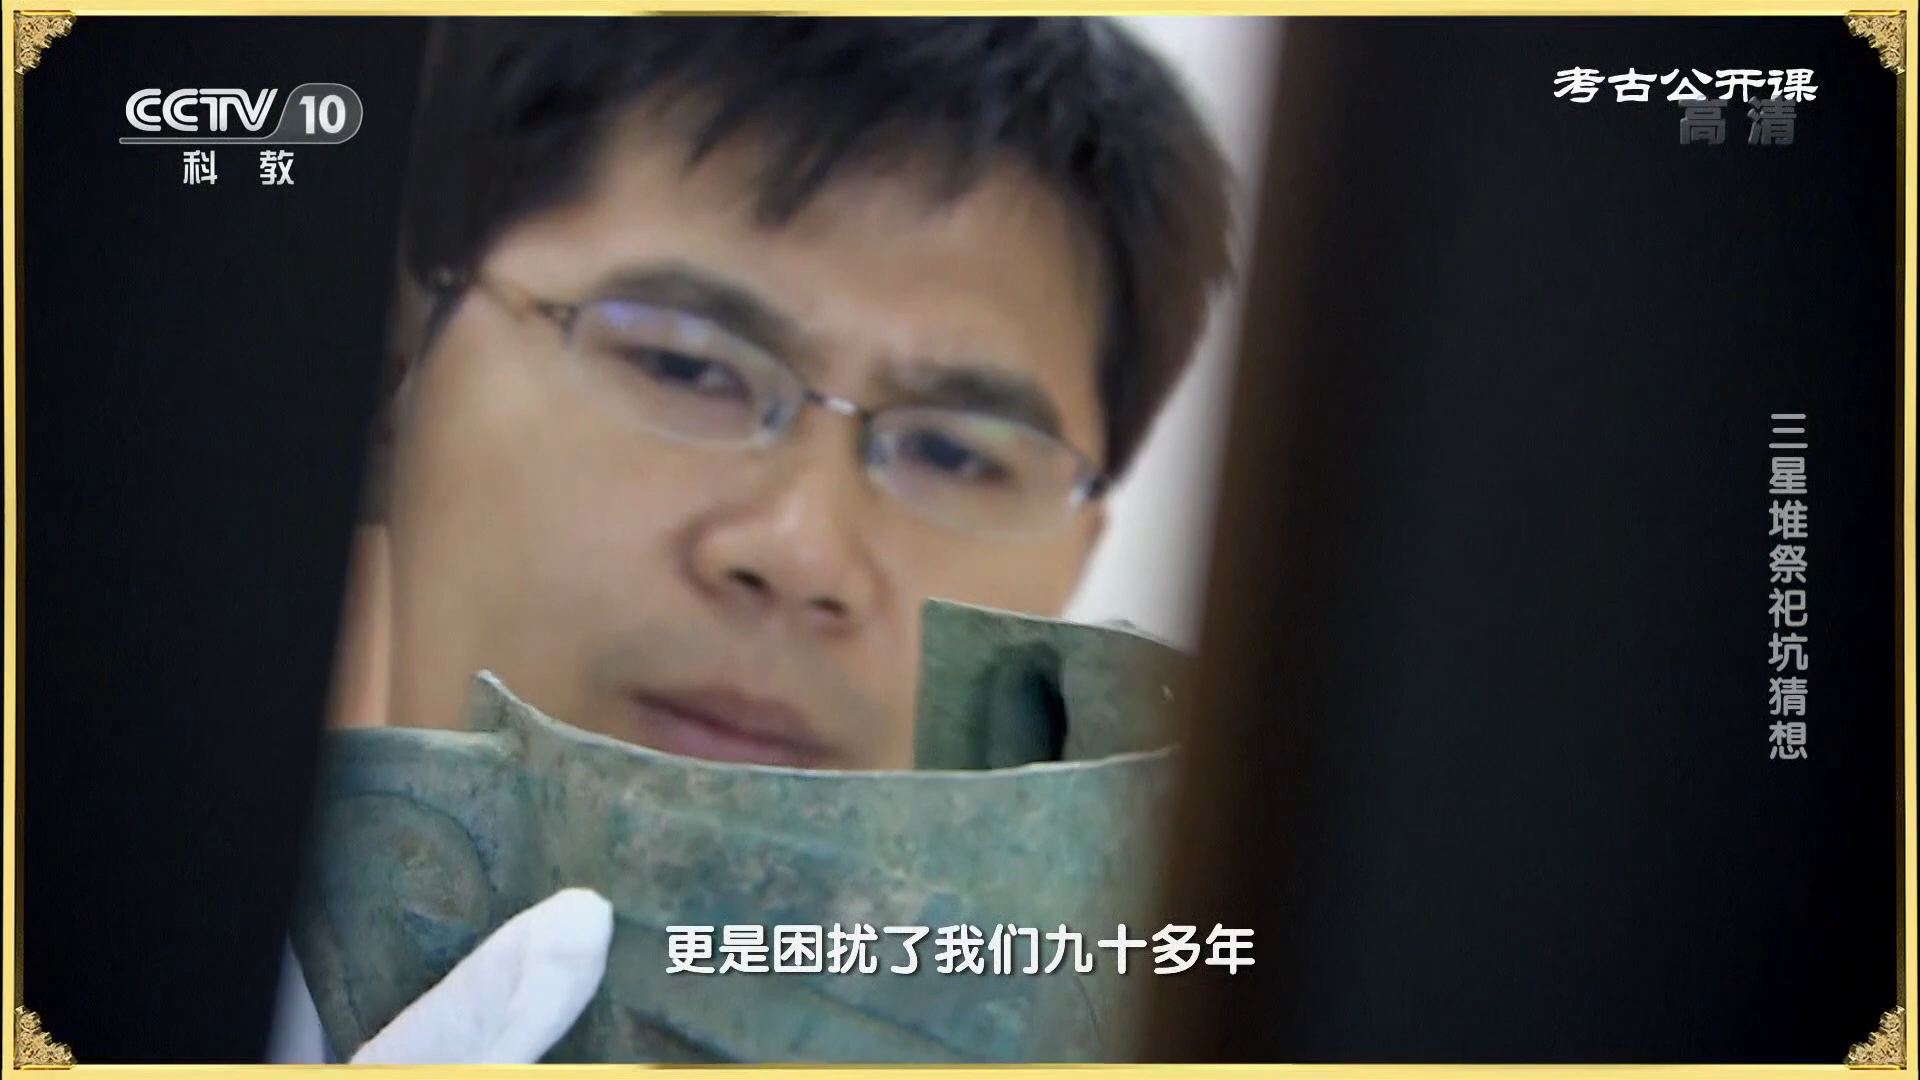 CCTV 10
科 教
考古公开课
高清
三星堆祭祀坑猜想
更是困扰了我们九十多年